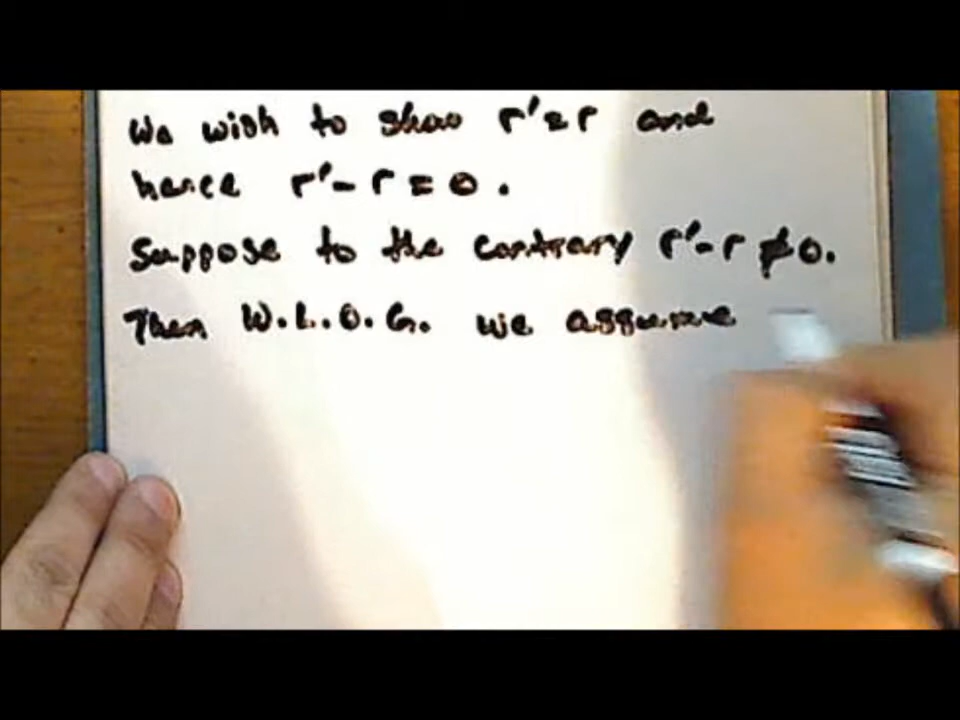 We wish to show r' = r and
hence r' - r = 0.
Suppose to the contrary r' - r ≠ 0.
Then W.L.O.G. we assume